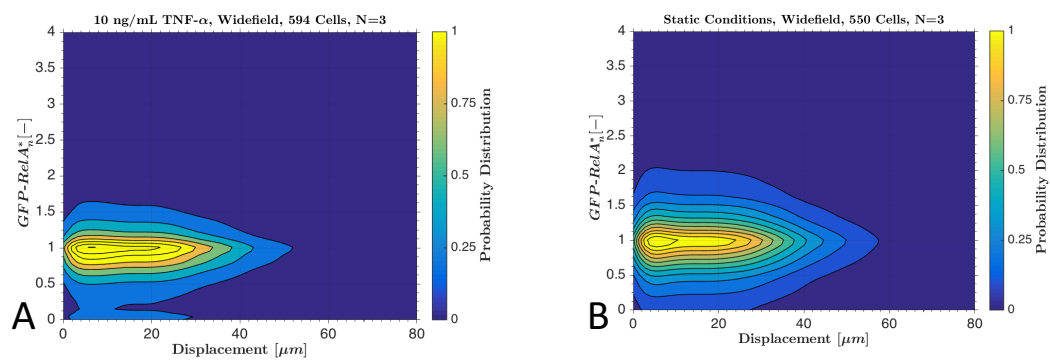 10 ng/mL TNF-α, Widefield, 594 Cells, N=3
4
3.5
3
2.5
2
1.5
1
0.5
0
GFP-RelA*n[−]
0 20 40 60 80
Displacement [μm]
1
0.75
0.5
0.25
0
Probability Distribution
A
Static Conditions, Widefield, 550 Cells, N=3
4
3.5
3
2.5
2
1.5
1
0.5
0
GFP-RelA*n[−]
0 20 40 60 80
Displacement [μm]
1
0.75
0.5
0.25
0
Probability Distribution
B